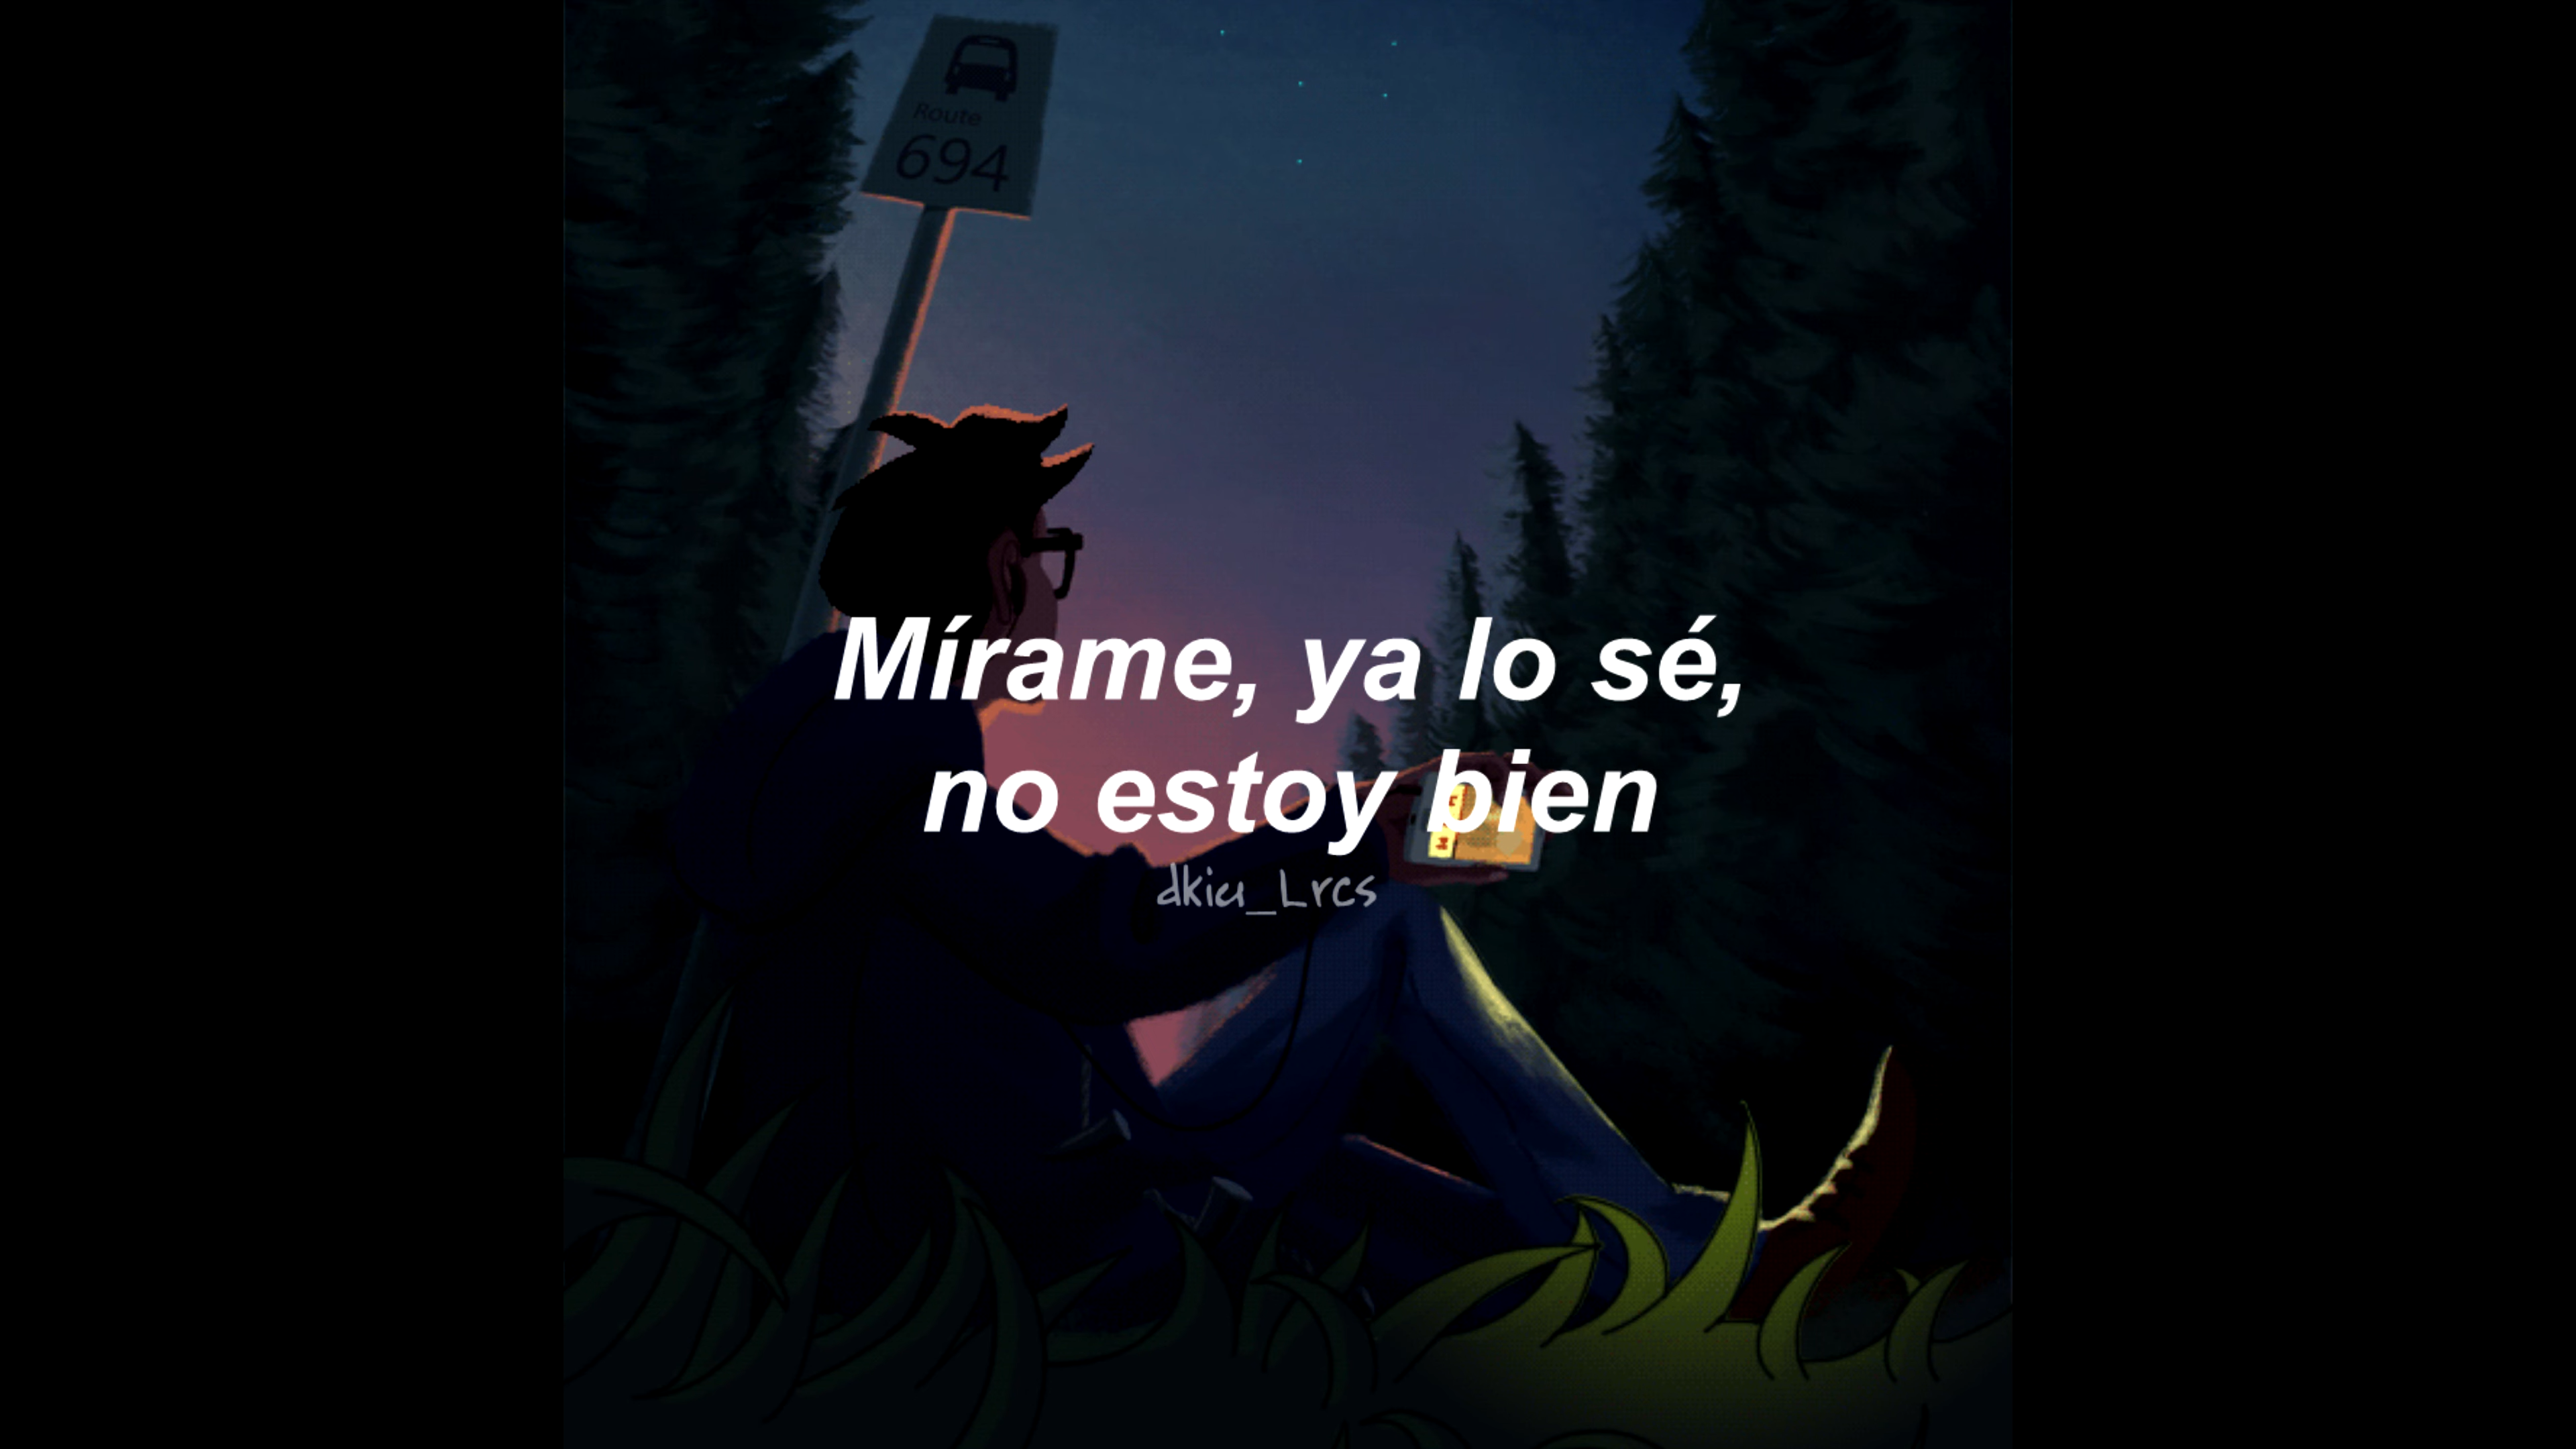 Route
694
Mírame, ya lo sé,
no estoy bien
dkiu_Lrcs